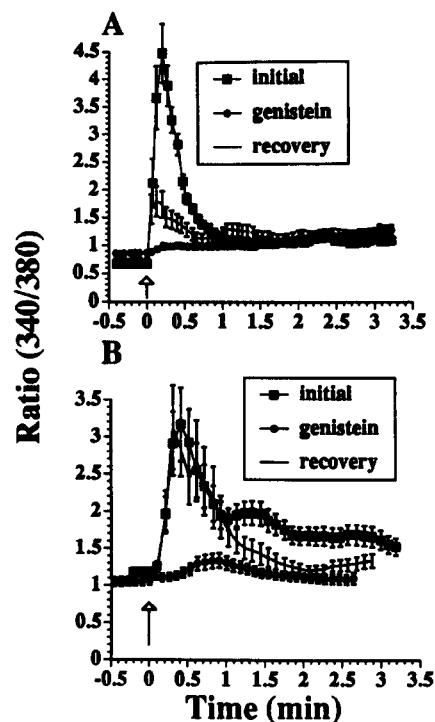 A
4.5
4
3.5
3
2.5
2
1.5
1
0.5
initial
genistein
recovery
-0.5 0 0.5 1 1.5 2 2.5 3 3.5
B
3.5
3
2.5
2
1.5
1
0.5
0
initial
genistein
recovery
-0.5 0 0.5 1 1.5 2 2.5 3 3.5
Ratio (340/380)
Time (min)